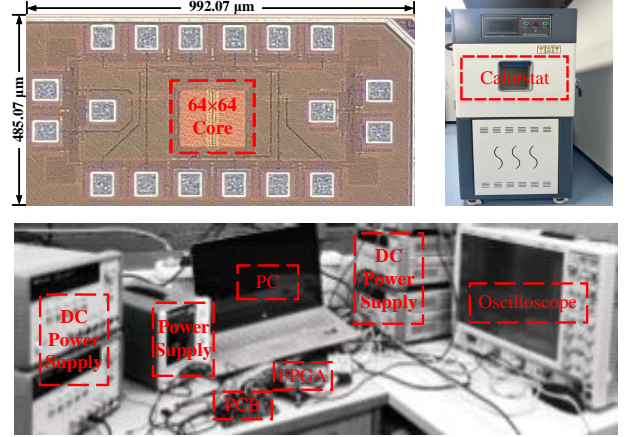 992.07 μm
485.07 μm
64×64
Core
Calorstat
DC
Power
Supply
Power
Supply
PC
DC
Power
Supply
Oscilloscope
FPGA
PCB